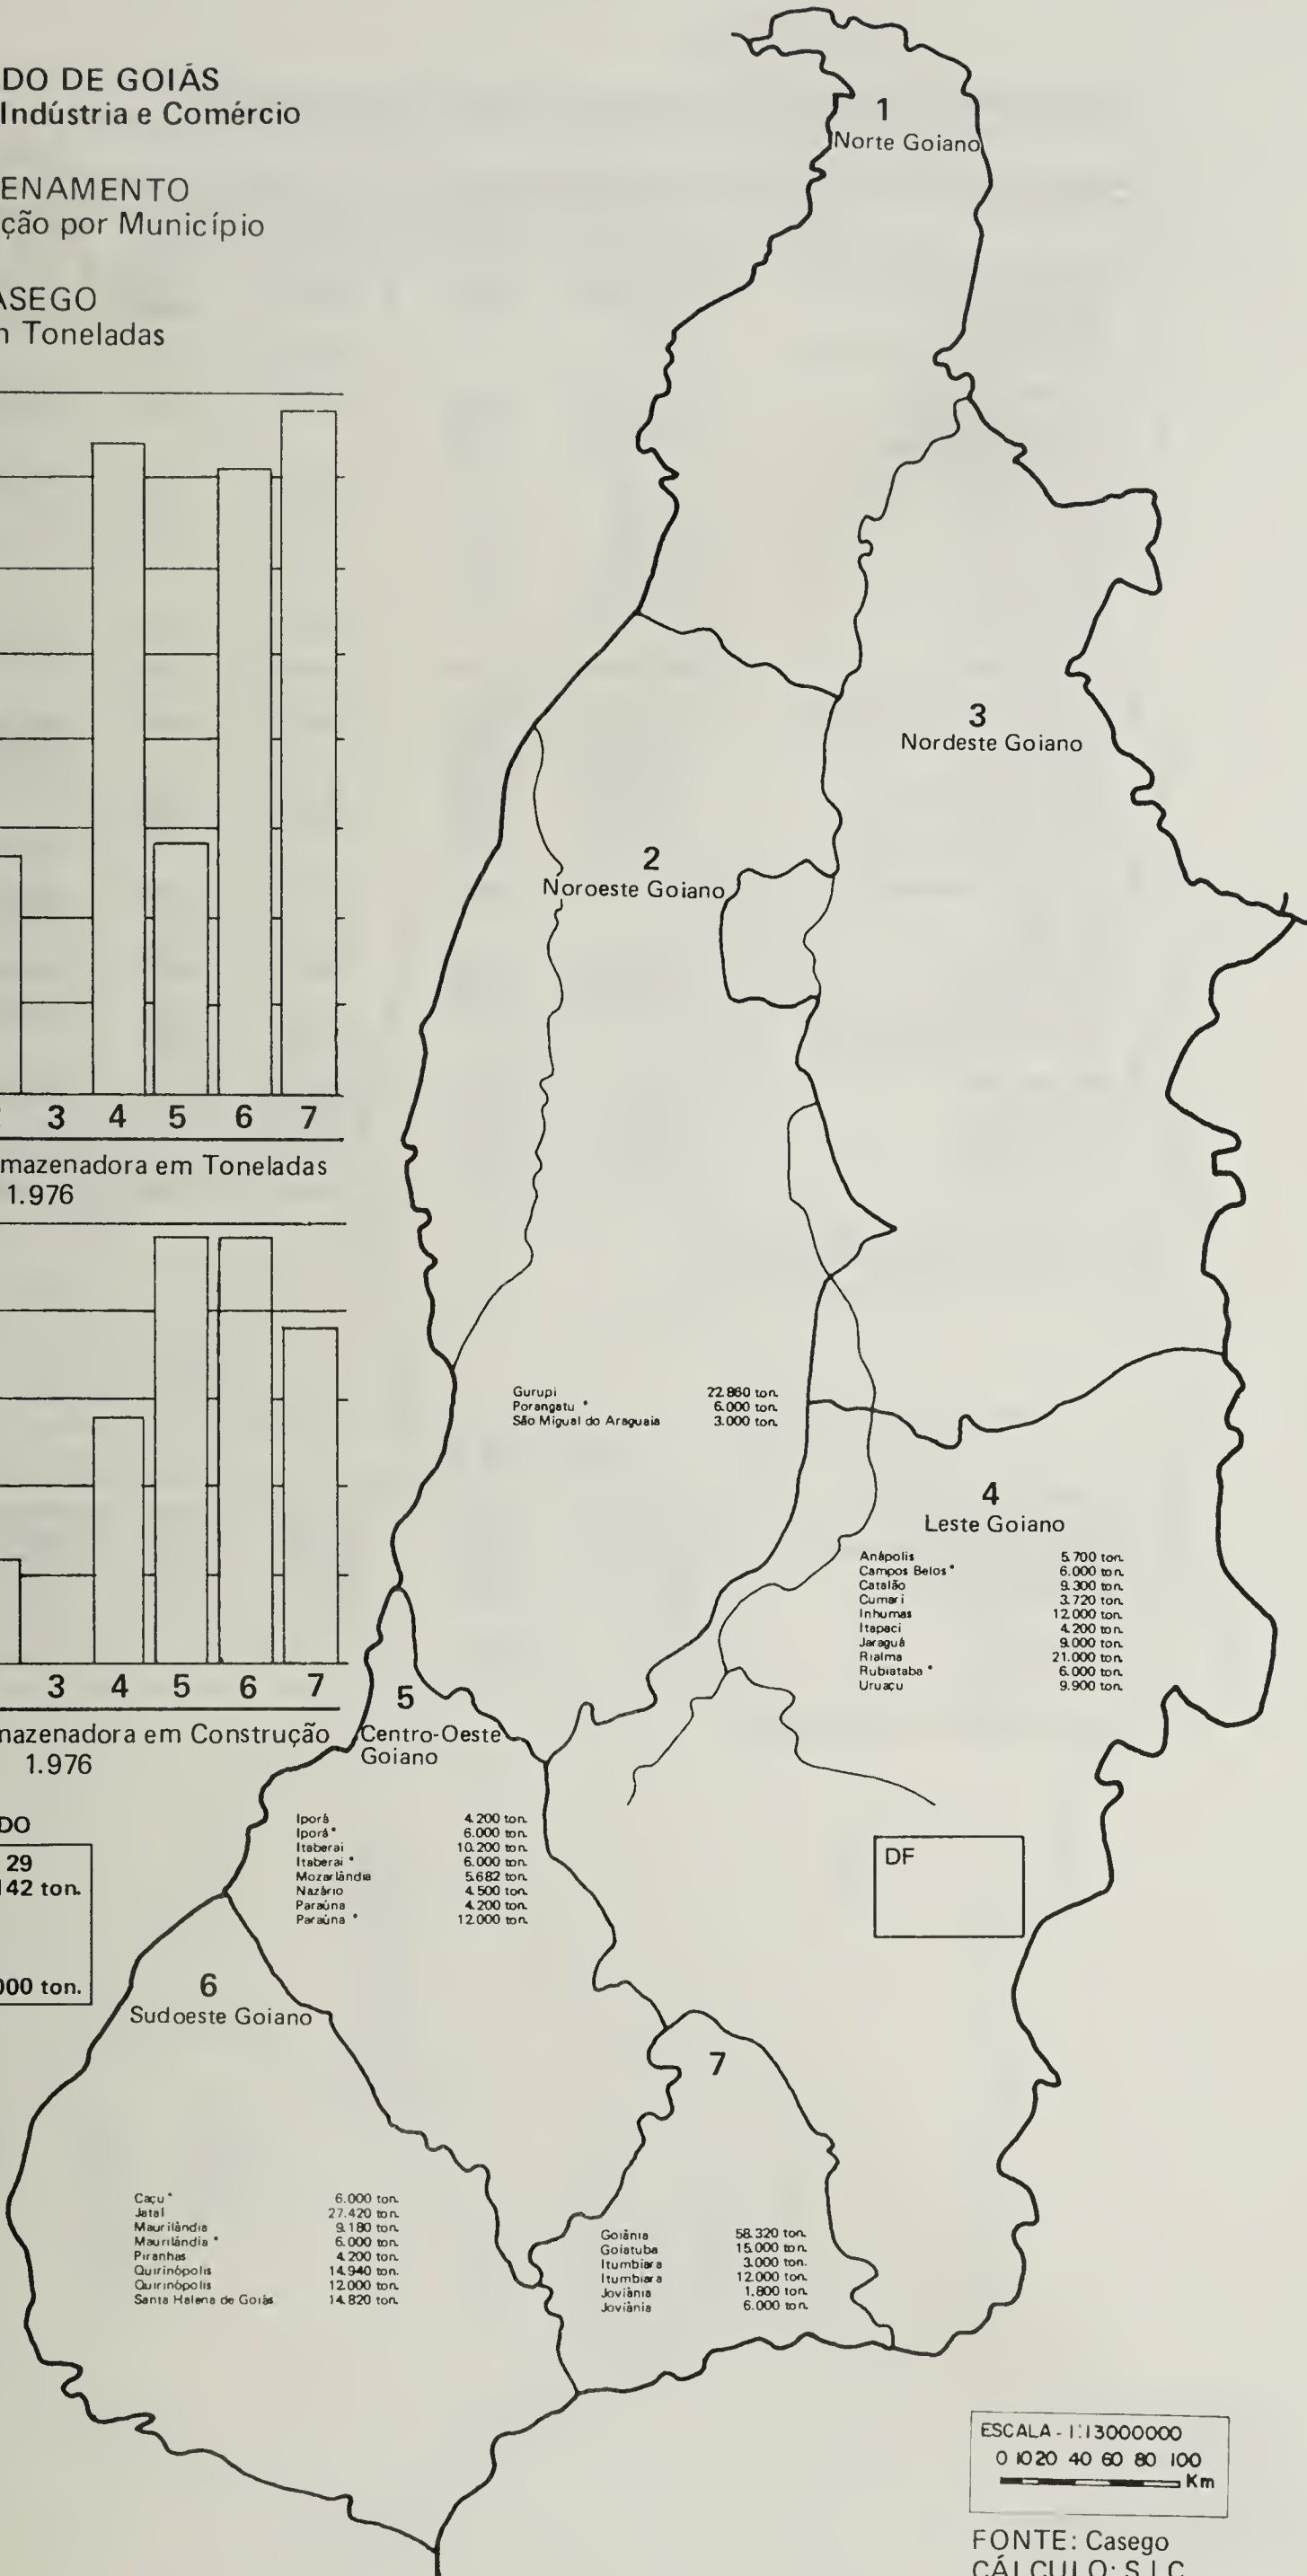 DO DE GOIÁS
Indústria e Comércio
ENAMENTO
ção por Município
ASEGO
n Toneladas
3 4 5 6 7
mazenadora em Toneladas
1.976
3 4 5 6 7
nazenadora em Construção
1.976
DO
29
142 ton.
000 ton.
1
Norte Goiano
3
Nordeste Goiano
2
Noroeste Goiano
Gurupi 22.860 ton.
Porangatu * 6.000 ton.
São Miguel do Araguaia 3.000 ton.
4
Leste Goiano
Anápolis 5.700 ton.
Campos Belos * 6.000 ton.
Catalão 9.300 ton.
Cumari 3.720 ton.
Inhumas 12.000 ton.
Itapaci 4.200 ton.
Jaraguá 9.000 ton.
Rialma 21.000 ton.
Rubiataba * 6.000 ton.
Uruaçu 9.900 ton.
5
Centro-Oeste
Goiano
Iporá 4.200 ton.
Iporá * 6.000 ton.
Itaberai 10.200 ton.
Itaberai * 6.000 ton.
Mozarlândia 5.682 ton.
Nazário 4.500 ton.
Paraúna 4.200 ton.
Paraúna * 12.000 ton.
DF
6
Sudoeste Goiano
Caçu * 6.000 ton.
Jataí 27.420 ton.
Maurilândia 9.180 ton.
Maurilândia * 6.000 ton.
Piranhas 4.200 ton.
Quirinópolis 14.940 ton.
Quirinópolis 12.000 ton.
Santa Helena de Goiás 14.820 ton.
7
Goiânia 58.320 ton.
Goiatuba 15.000 ton.
Itumbiara 3.000 ton.
Itumbiara 12.000 ton.
Joviânia 1.800 ton.
Joviânia 6.000 ton.
ESCALA - 1:13000000
0 10 20 40 60 80 100
Km
FONTE: Casego
CÁLCULO: S.I.C.